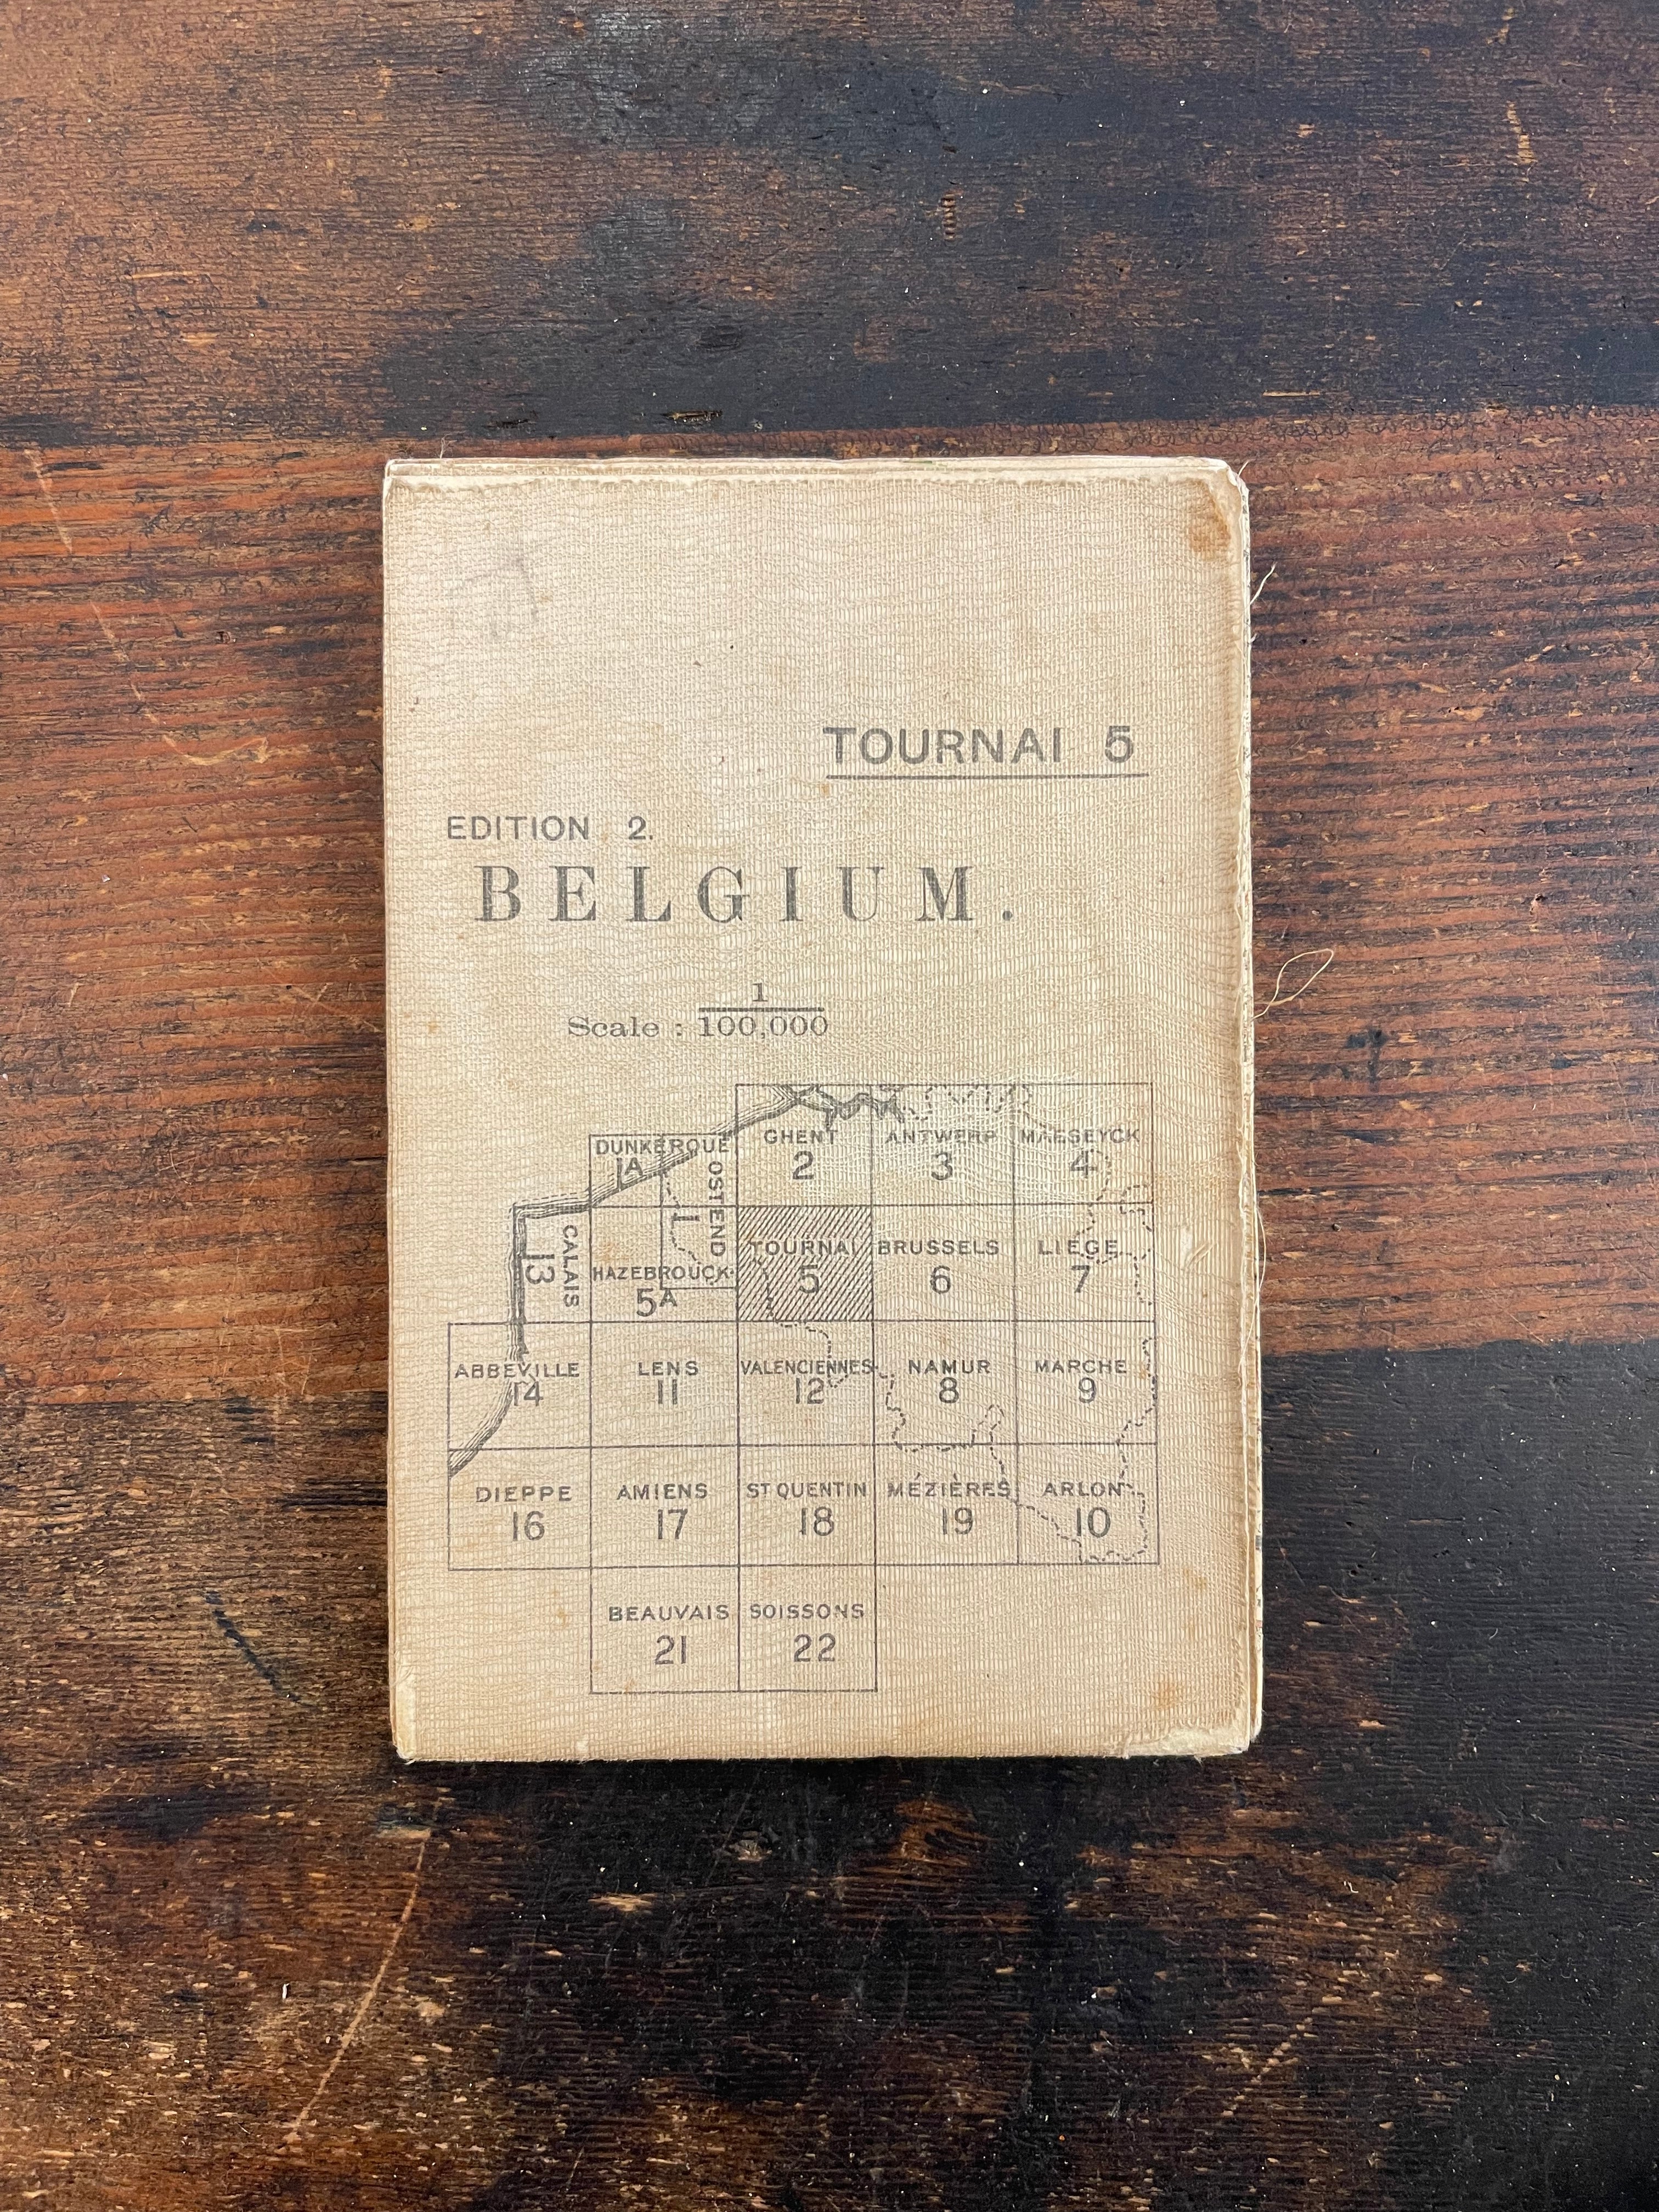 TOURNAI 5
EDITION 2.
BELGIUM.
1
Scale : 100,000
DUNKERQUE
1A
OSTEND
1
GHENT
2
ANTWERP
3
MAESEYCK
4
CALAIS
13
HAZEBROUCK
5A
TOURNAI
5
BRUSSELS
6
LIEGE
7
ABBEVILLE
14
LENS
11
VALENCIENNES
12
NAMUR
8
MARCHE
9
DIEPPE
16
AMIENS
17
ST QUENTIN
18
MÉZIÈRES
19
ARLON
10
BEAUVAIS
21
SOISSONS
22